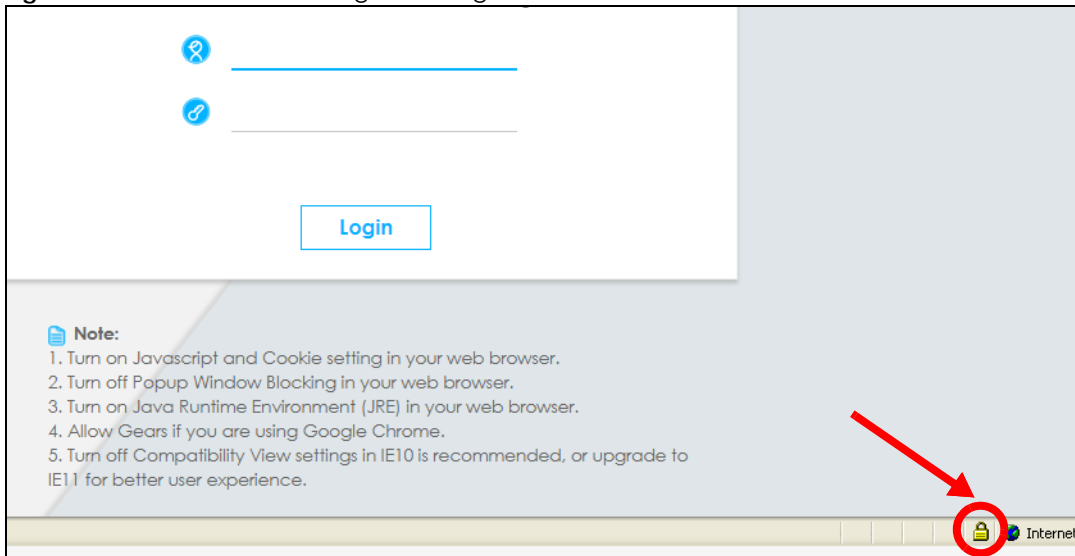 Login
Note:
1. Turn on Javascript and Cookie setting in your web browser.
2. Turn off Popup Window Blocking in your web browser.
3. Turn on Java Runtime Environment (JRE) in your web browser.
4. Allow Gears if you are using Google Chrome.
5. Turn off Compatibility View settings in IE10 is recommended, or upgrade to
IE11 for better user experience.
Internet